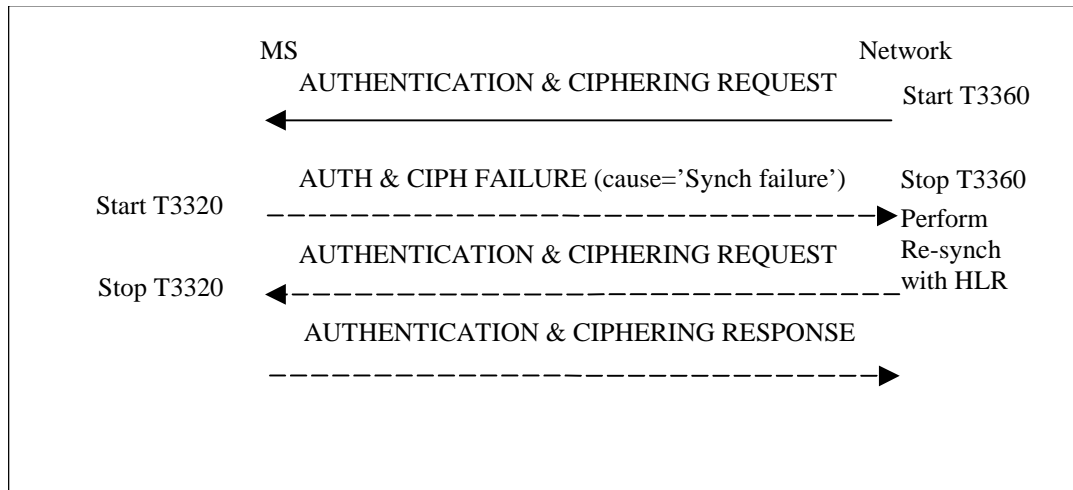 MS
Network
AUTHENTICATION & CIPHERING REQUEST
Start T3360
AUTH & CIPH FAILURE (cause=’Synch failure’)
Stop T3360
Start T3320
Perform
Re-synch
with HLR
AUTHENTICATION & CIPHERING REQUEST
Stop T3320
AUTHENTICATION & CIPHERING RESPONSE